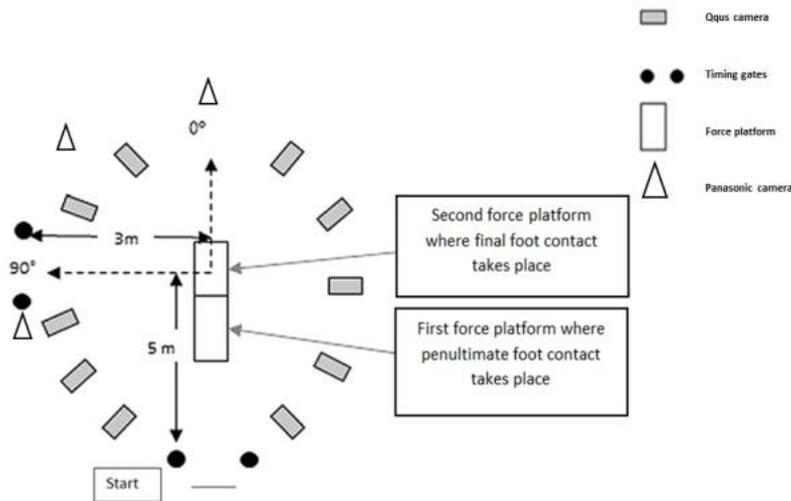 Qqus camera
Timing gates
Force platform
Panasonic camera
0°
3m
90°
5 m
Second force platform
where final foot contact
takes place
First force platform where
penultimate foot contact
takes place
Start